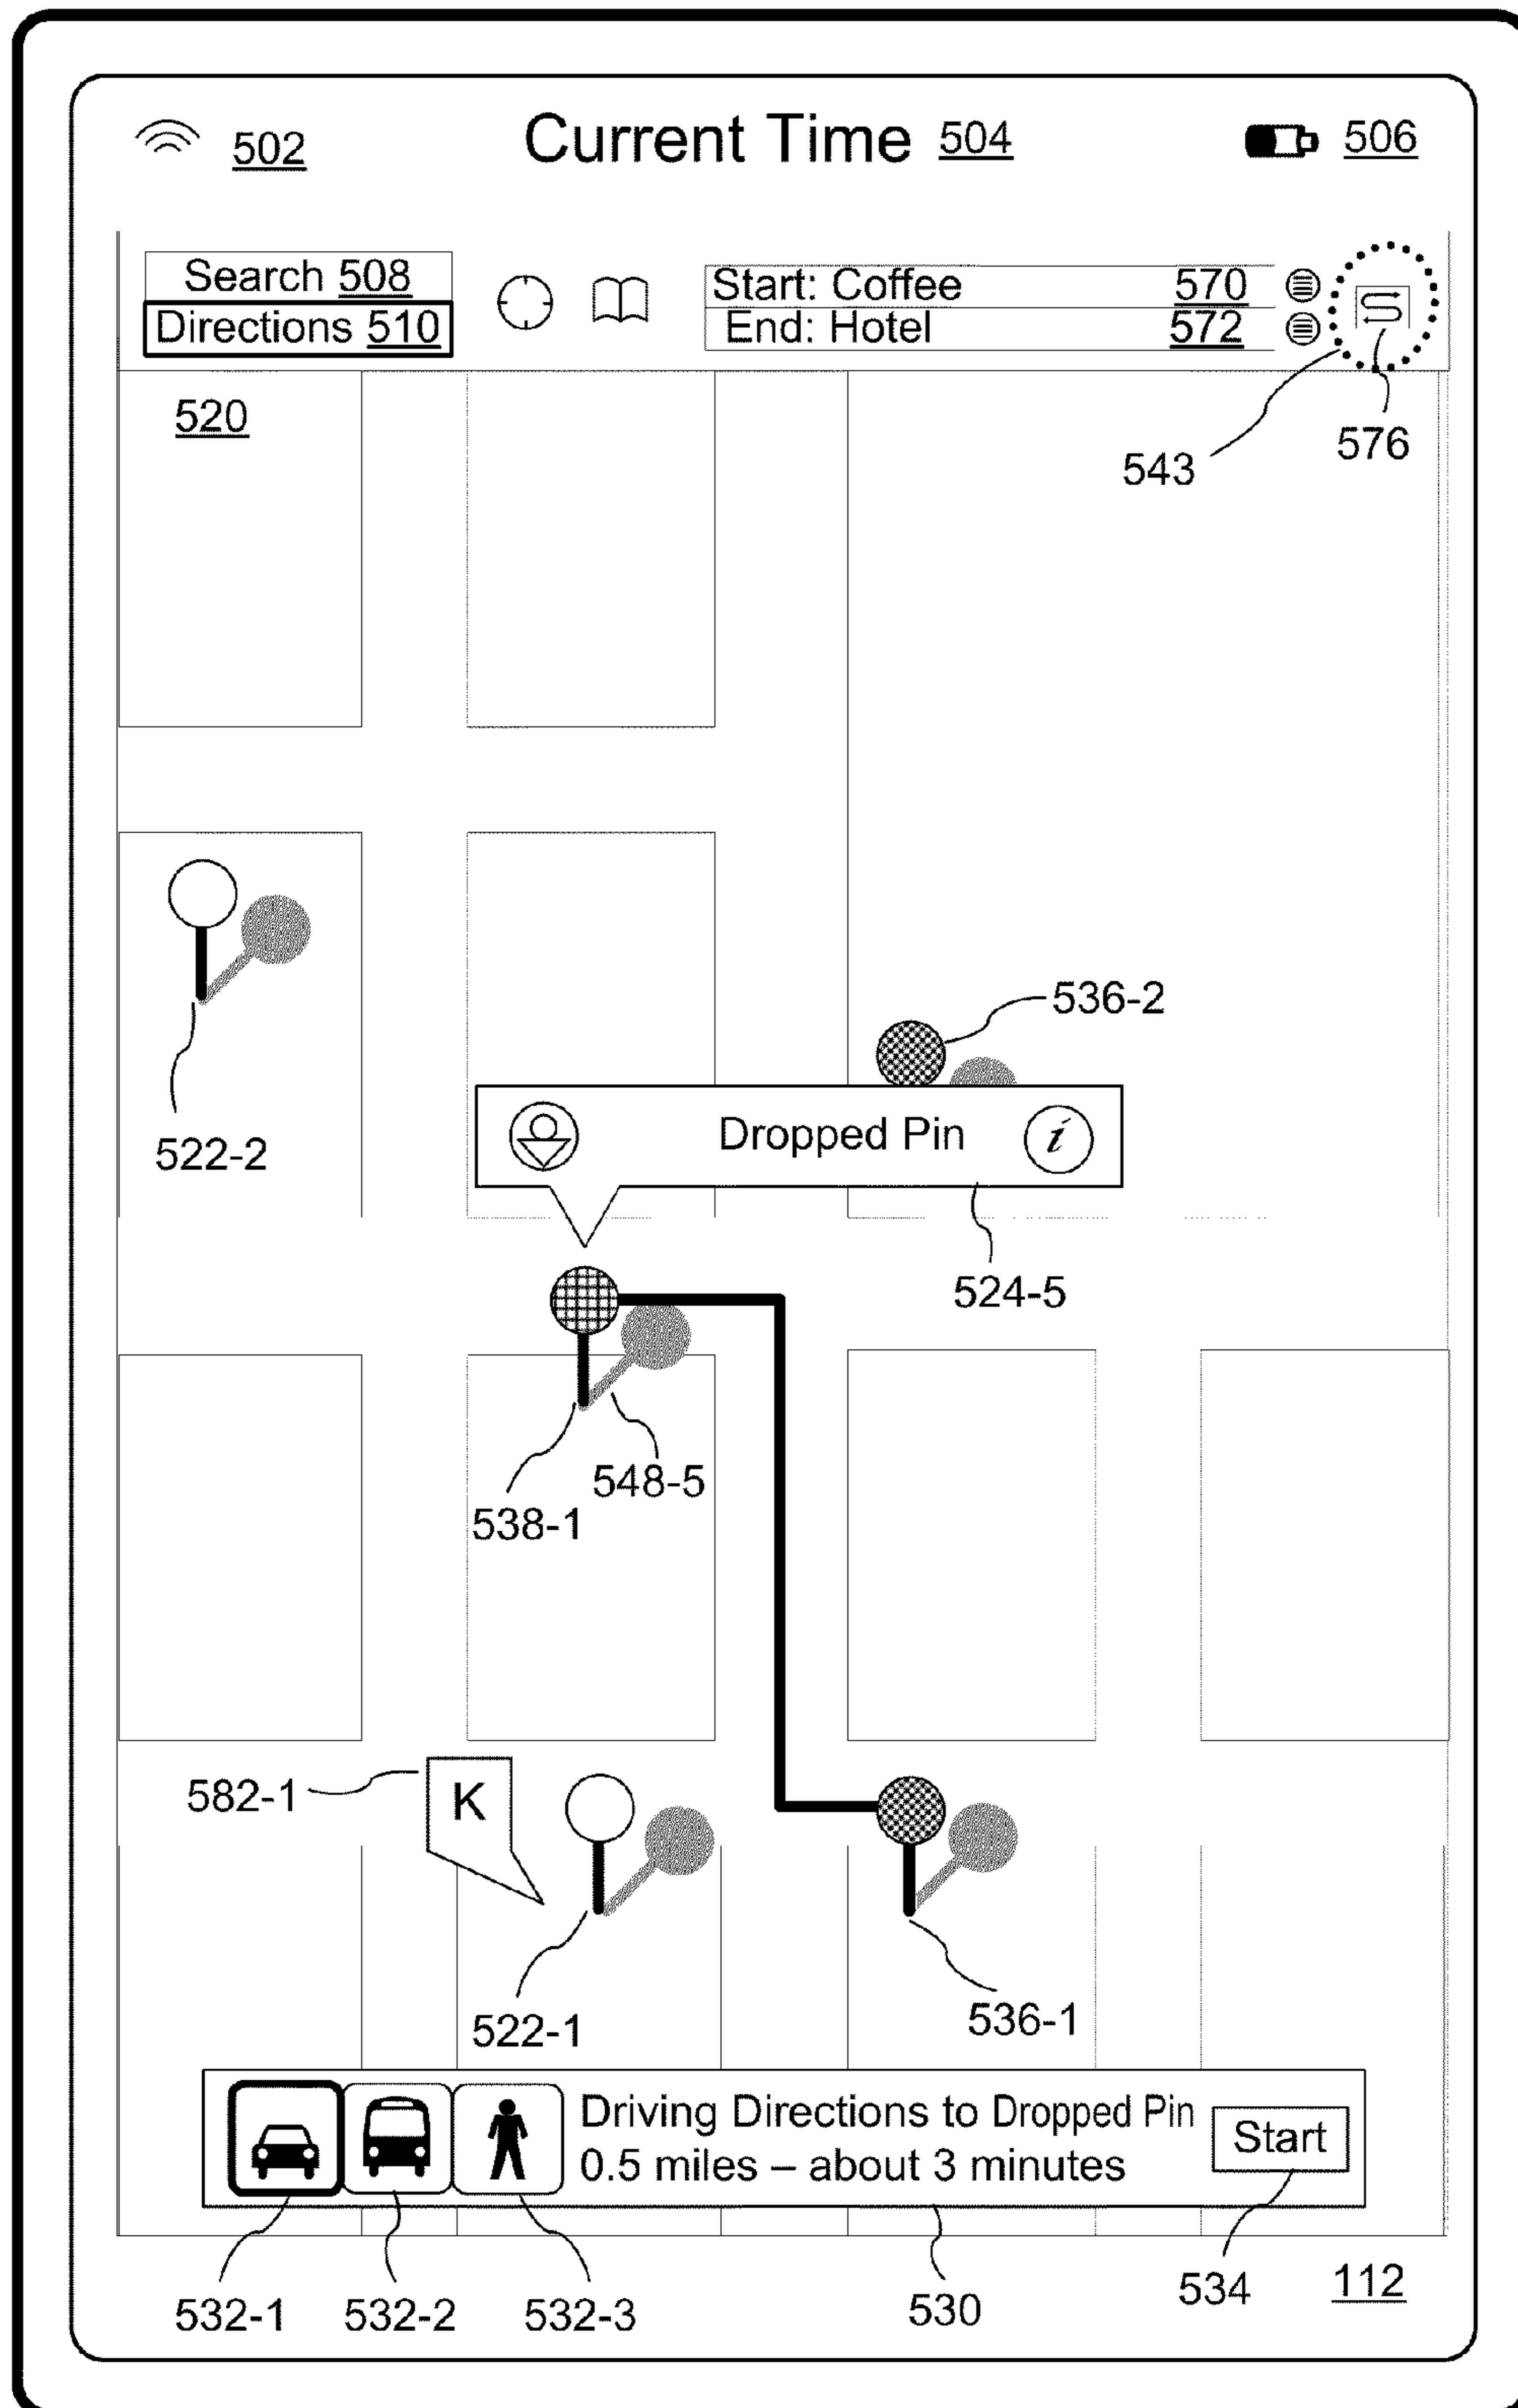 502
Current Time 504
506
Search 508
Directions 510
Start: Coffee 570
End: Hotel 572
520
543
576
536-2
522-2
Dropped Pin i
524-5
548-5
538-1
582-1
K
522-1
536-1
Driving Directions to Dropped Pin
0.5 miles – about 3 minutes
Start
532-1
532-2
532-3
530
534
112